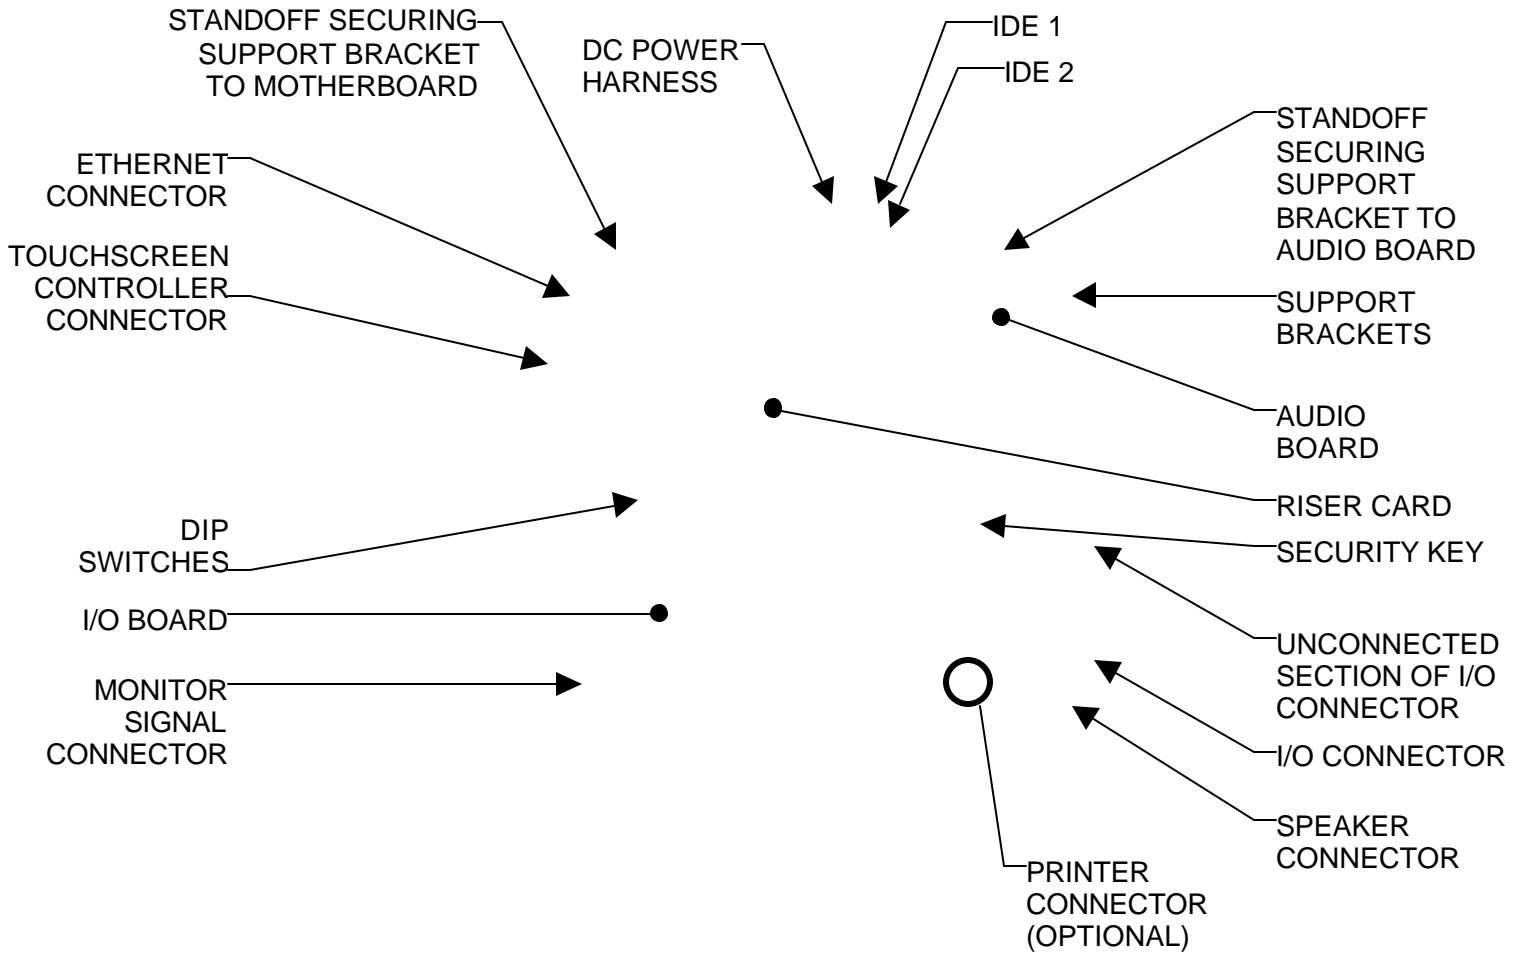 STANDOFF SECURING
SUPPORT BRACKET
TO MOTHERBOARD
DC POWER
HARNESS
IDE 1
IDE 2
ETHERNET
CONNECTOR
TOUCHSCREEN
CONTROLLER
CONNECTOR
DIP
SWITCHES
I/O BOARD
MONITOR
SIGNAL
CONNECTOR
STANDOFF
SECURING
SUPPORT
BRACKET TO
AUDIO BOARD
SUPPORT
BRACKETS
AUDIO
BOARD
RISER CARD
SECURITY KEY
UNCONNECTED
SECTION OF I/O
CONNECTOR
I/O CONNECTOR
SPEAKER
CONNECTOR
PRINTER
CONNECTOR
(OPTIONAL)